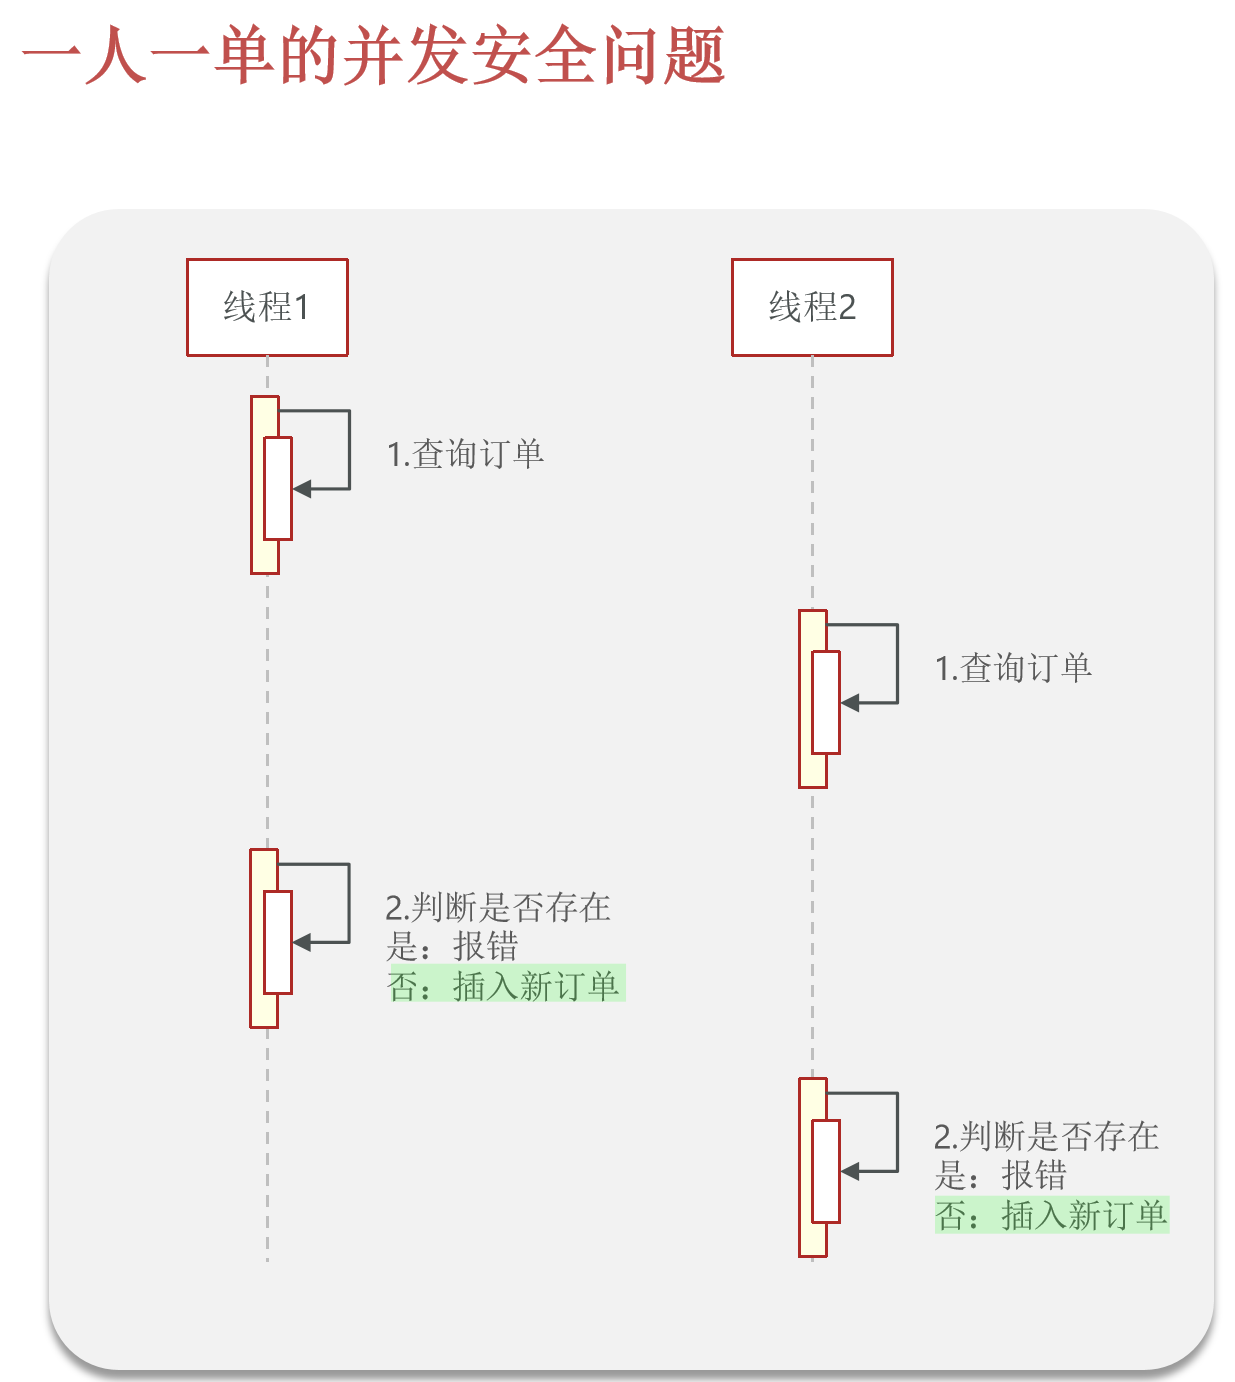 一人一单的并发安全问题
线程1
线程2
1.查询订单
1.查询订单
2.判断是否存在
是：报错
否：插入新订单
2.判断是否存在
是：报错
否：插入新订单